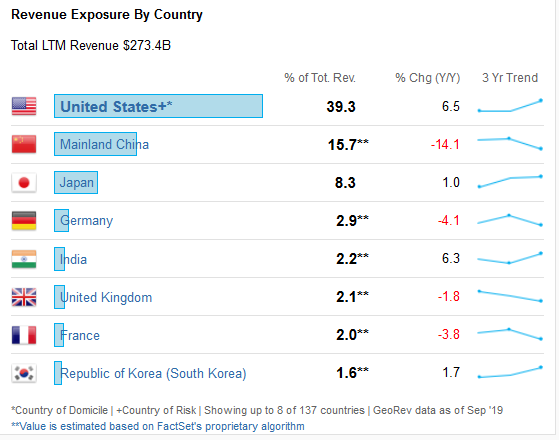 Revenue Exposure By Country
Total LTM Revenue $273.4B
% of Tot. Rev. % Chg (Y/Y) 3 Yr Trend
United States+* 39.3 6.5
Mainland China 15.7** -14.1
Japan 8.3 1.0
Germany 2.9** -4.1
India 2.2** 6.3
United Kingdom 2.1** -1.8
France 2.0** -3.8
Republic of Korea (South Korea) 1.6** 1.7
*Country of Domicile | +Country of Risk | Showing up to 8 of 137 countries | GeoRev data as of Sep '19
**Value is estimated based on FactSet's proprietary algorithm